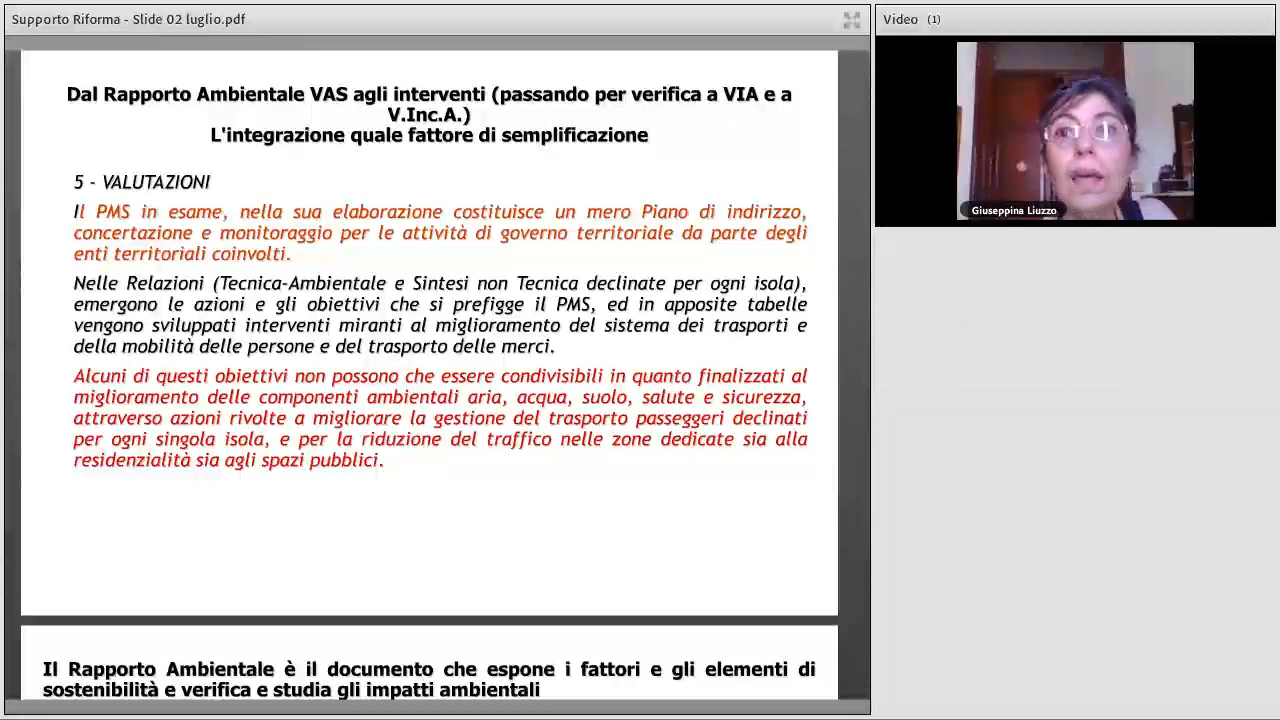 Supporto Riforma - Slide 02 luglio.pdf
Video (1)
Dal Rapporto Ambientale VAS agli interventi (passando per verifica a VIA e a
V.Inc.A.)
L'integrazione quale fattore di semplificazione
5 - VALUTAZIONI
Il PMS in esame, nella sua elaborazione costituisce un mero Piano di indirizzo,
concertazione e monitoraggio per le attività di governo territoriale da parte degli
enti territoriali coinvolti.
Nelle Relazioni (Tecnica-Ambientale e Sintesi non Tecnica declinate per ogni isola),
emergono le azioni e gli obiettivi che si prefigge il PMS, ed in apposite tabelle
vengono sviluppati interventi miranti al miglioramento del sistema dei trasporti e
della mobilità delle persone e del trasporto delle merci.
Alcuni di questi obiettivi non possono che essere condivisibili in quanto finalizzati al
miglioramento delle componenti ambientali aria, acqua, suolo, salute e sicurezza,
attraverso azioni rivolte a migliorare la gestione del trasporto passeggeri declinati
per ogni singola isola, e per la riduzione del traffico nelle zone dedicate sia alla
residenzialità sia agli spazi pubblici.
Il Rapporto Ambientale è il documento che espone i fattori e gli elementi di
sostenibilità e verifica e studia gli impatti ambientali
Giuseppina Liuzzo